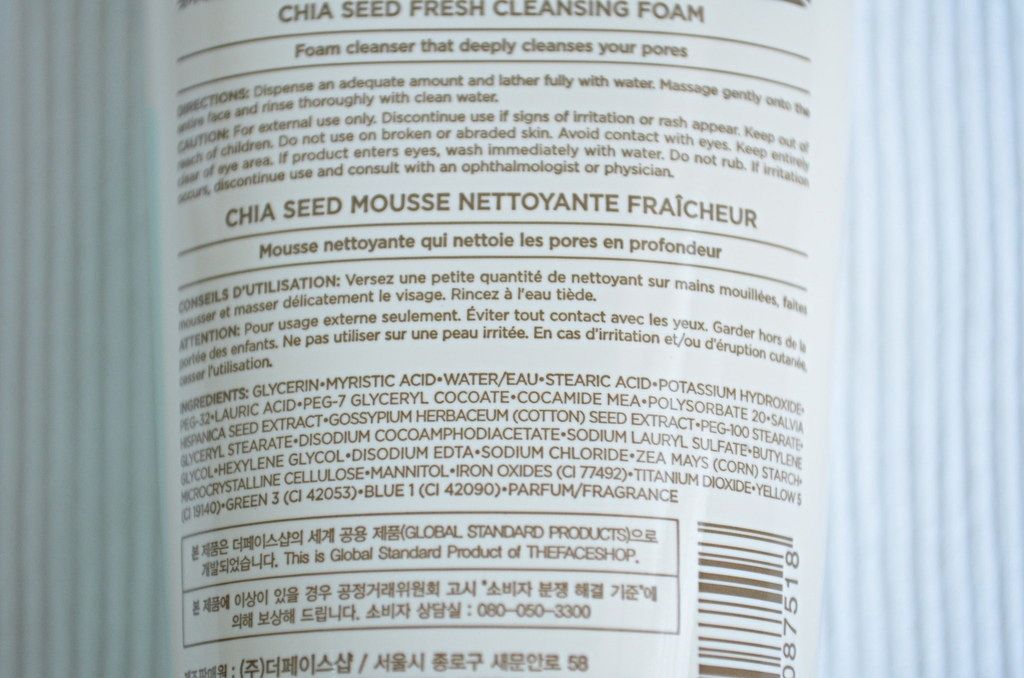 CHIA SEED FRESH CLEANSING FOAM
Foam cleanser that deeply cleanses your pores
DIRECTIONS: Dispense an adequate amount and lather fully with water. Massage gently onto the
entire face and rinse thoroughly with clean water.
CAUTION: For external use only. Discontinue use if signs of irritation or rash appear. Keep out of
reach of children. Do not use on broken or abraded skin. Avoid contact with eyes. Keep entirely
clear of eye area. If product enters eyes, wash immediately with water. Do not rub. If irritation
occurs, discontinue use and consult with an ophthalmologist or physician.
CHIA SEED MOUSSE NETTOYANTE FRAÎCHEUR
Mousse nettoyante qui nettoie les pores en profondeur
CONSEILS D'UTILISATION: Versez une petite quantité de nettoyant sur mains mouillées, faites
mousser et masser délicatement le visage. Rincez à l'eau tiède.
ATTENTION: Pour usage externe seulement. Éviter tout contact avec les yeux. Garder hors de la
portée des enfants. Ne pas utiliser sur une peau irritée. En cas d'irritation et/ou d'éruption cutanée,
cesser l'utilisation.
INGREDIENTS: GLYCERIN•MYRISTIC ACID•WATER/EAU•STEARIC ACID•POTASSIUM HYDROXIDE•
PEG-32•LAURIC ACID•PEG-7 GLYCERYL COCOATE•COCAMIDE MEA•POLYSORBATE 20•SALVIA
HISPANICA SEED EXTRACT•GOSSYPIUM HERBACEUM (COTTON) SEED EXTRACT•PEG-100 STEARATE•
GLYCERYL STEARATE•DISODIUM COCOAMPHODIACETATE•SODIUM LAURYL SULFATE•BUTYLENE
GLYCOL•HEXYLENE GLYCOL•DISODIUM EDTA•SODIUM CHLORIDE•ZEA MAYS (CORN) STARCH•
MICROCRYSTALLINE CELLULOSE•MANNITOL•IRON OXIDES (CI 77492)•TITANIUM DIOXIDE•YELLOW 5
(CI 19140)•GREEN 3 (CI 42053)•BLUE 1 (CI 42090)•PARFUM/FRAGRANCE
본 제품은 더페이스샵의 세계 공용 제품(GLOBAL STANDARD PRODUCTS)으로
개발되었습니다. This is Global Standard Product of THEFACESHOP.
본 제품에 이상이 있을 경우 공정거래위원회 고시 "소비자 분쟁 해결 기준"에
의해 보상해 드립니다. 소비자 상담실 : 080-050-3300
: (주)더페이스샵 / 서울시 종로구 새문안로 58
087518